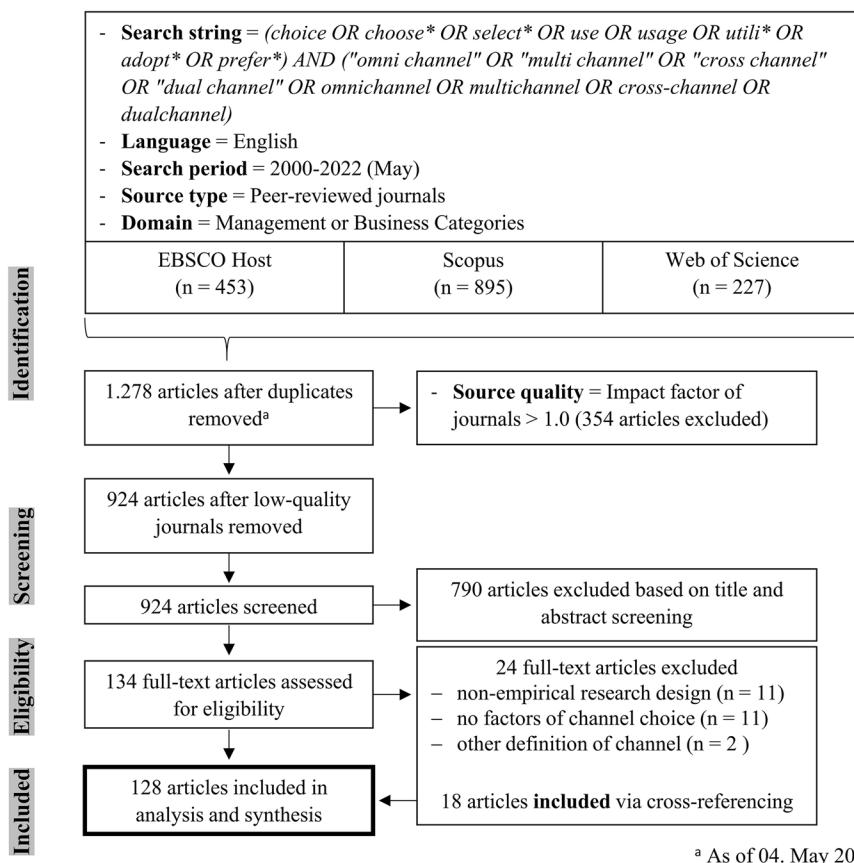 - Search string = (choice OR choose* OR select* OR use OR usage OR utili* OR
adopt* OR prefer*) AND ("omni channel" OR "multi channel" OR "cross channel"
OR "dual channel" OR omnichannel OR multichannel OR cross-channel OR
dualchannel)
- Language = English
- Search period = 2000-2022 (May)
- Source type = Peer-reviewed journals
- Domain = Management or Business Categories
EBSCO Host
(n = 453)
Scopus
(n = 895)
Web of Science
(n = 227)
Identification
1.278 articles after duplicates
removedᵃ
- Source quality = Impact factor of
journals > 1.0 (354 articles excluded)
Screening
924 articles after low-quality
journals removed
924 articles screened
790 articles excluded based on title and
abstract screening
Eligibility
134 full-text articles assessed
for eligibility
24 full-text articles excluded
– non-empirical research design (n = 11)
– no factors of channel choice (n = 11)
– other definition of channel (n = 2 )
Included
128 articles included in
analysis and synthesis
18 articles included via cross-referencing
ᵃ As of 04. May 20